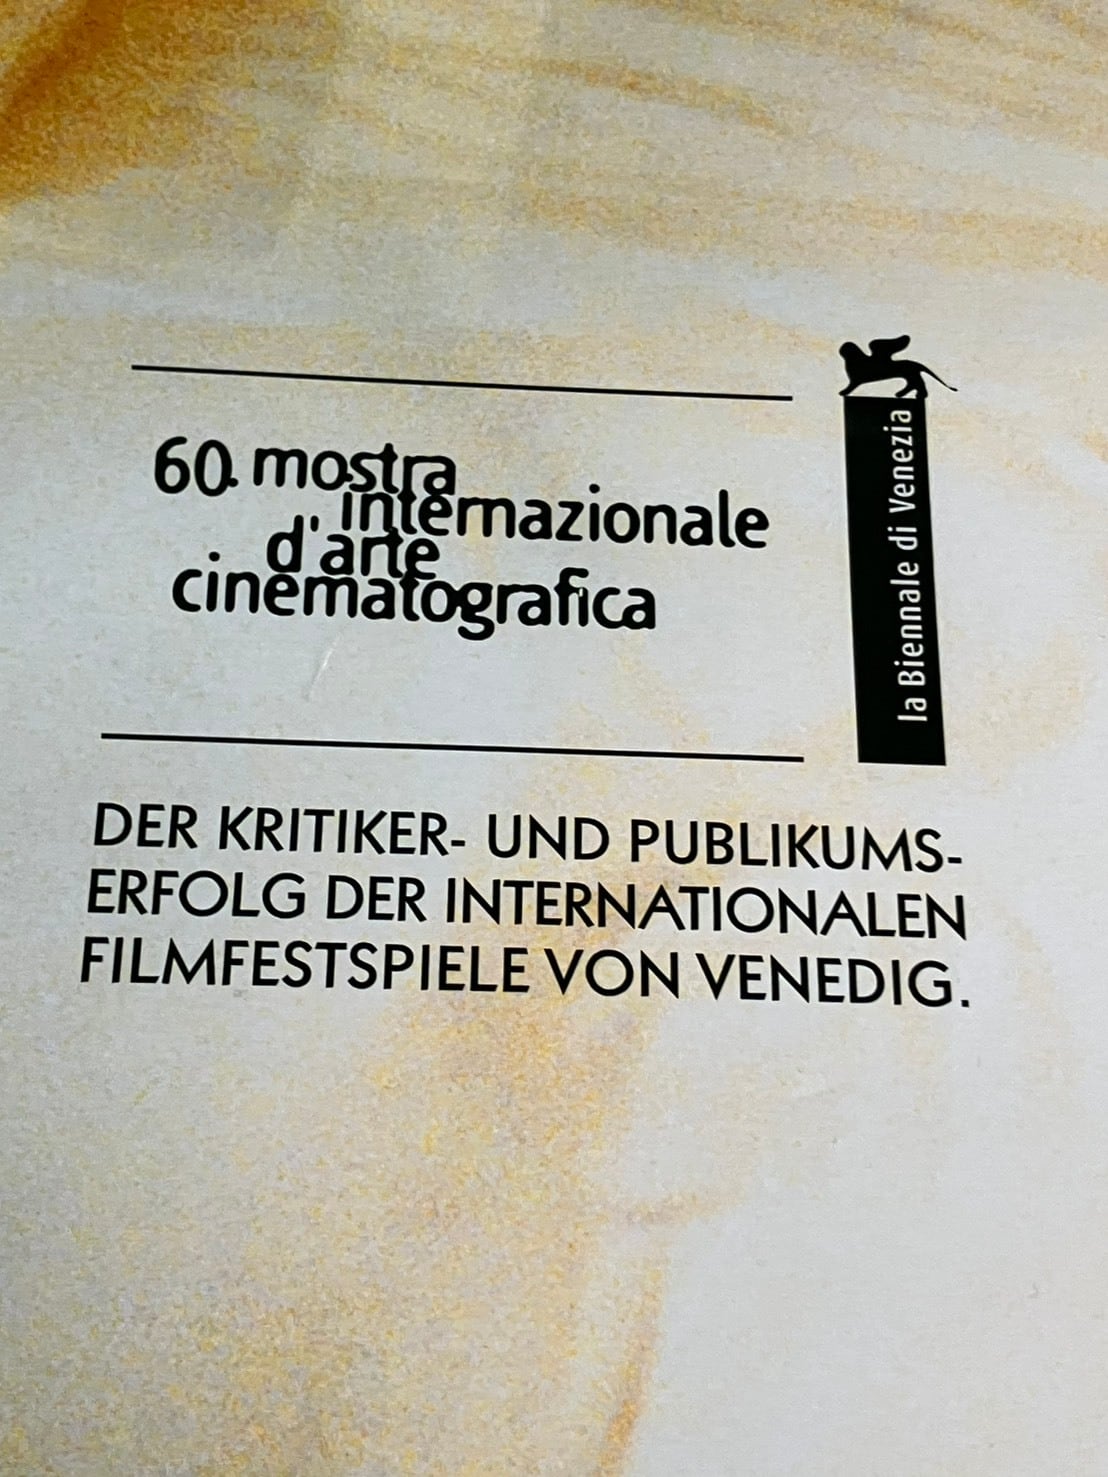 60. mostra
internazionale
d'arte
cinematografica
la Biennale di Venezia
DER KRITIKER- UND PUBLIKUMS-
ERFOLG DER INTERNATIONALEN
FILMFESTSPIELE VON VENEDIG.